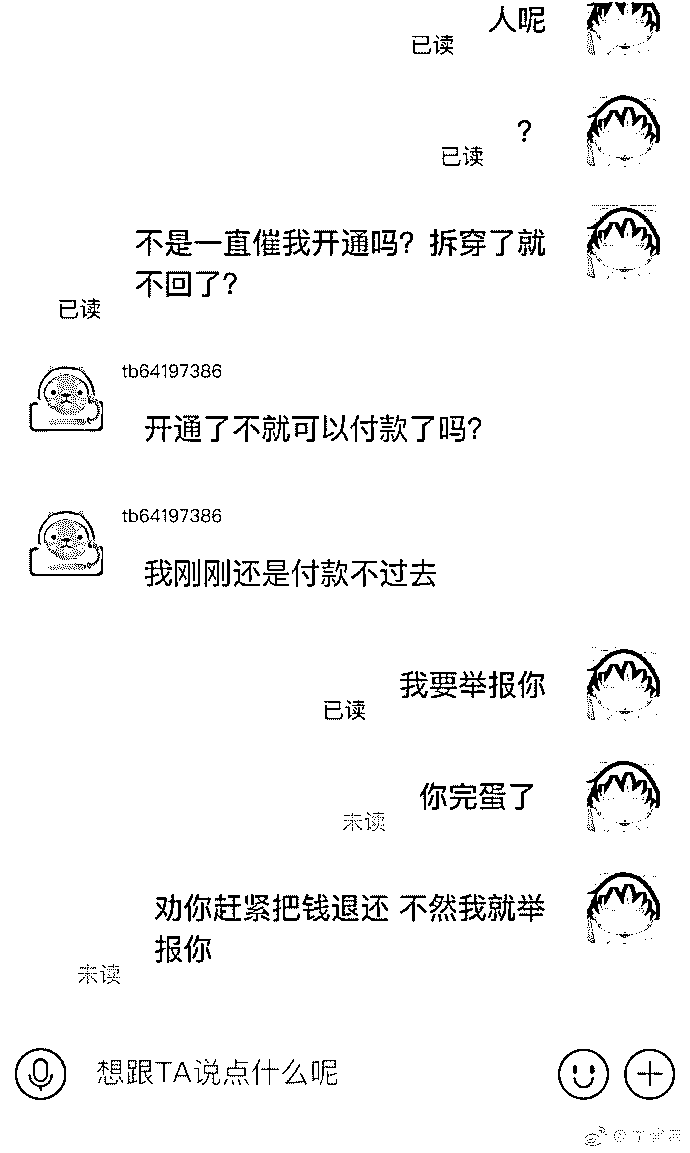 人呢
已读
?
已读
不是一直催我开通吗？拆穿了就
不回了？
已读
tb64197386
开通了不就可以付款了吗？
tb64197386
我刚刚还是付款不过去
我要举报你
已读
你完蛋了
未读
劝你赶紧把钱退还 不然我就举
报你
未读
想跟TA说点什么呢